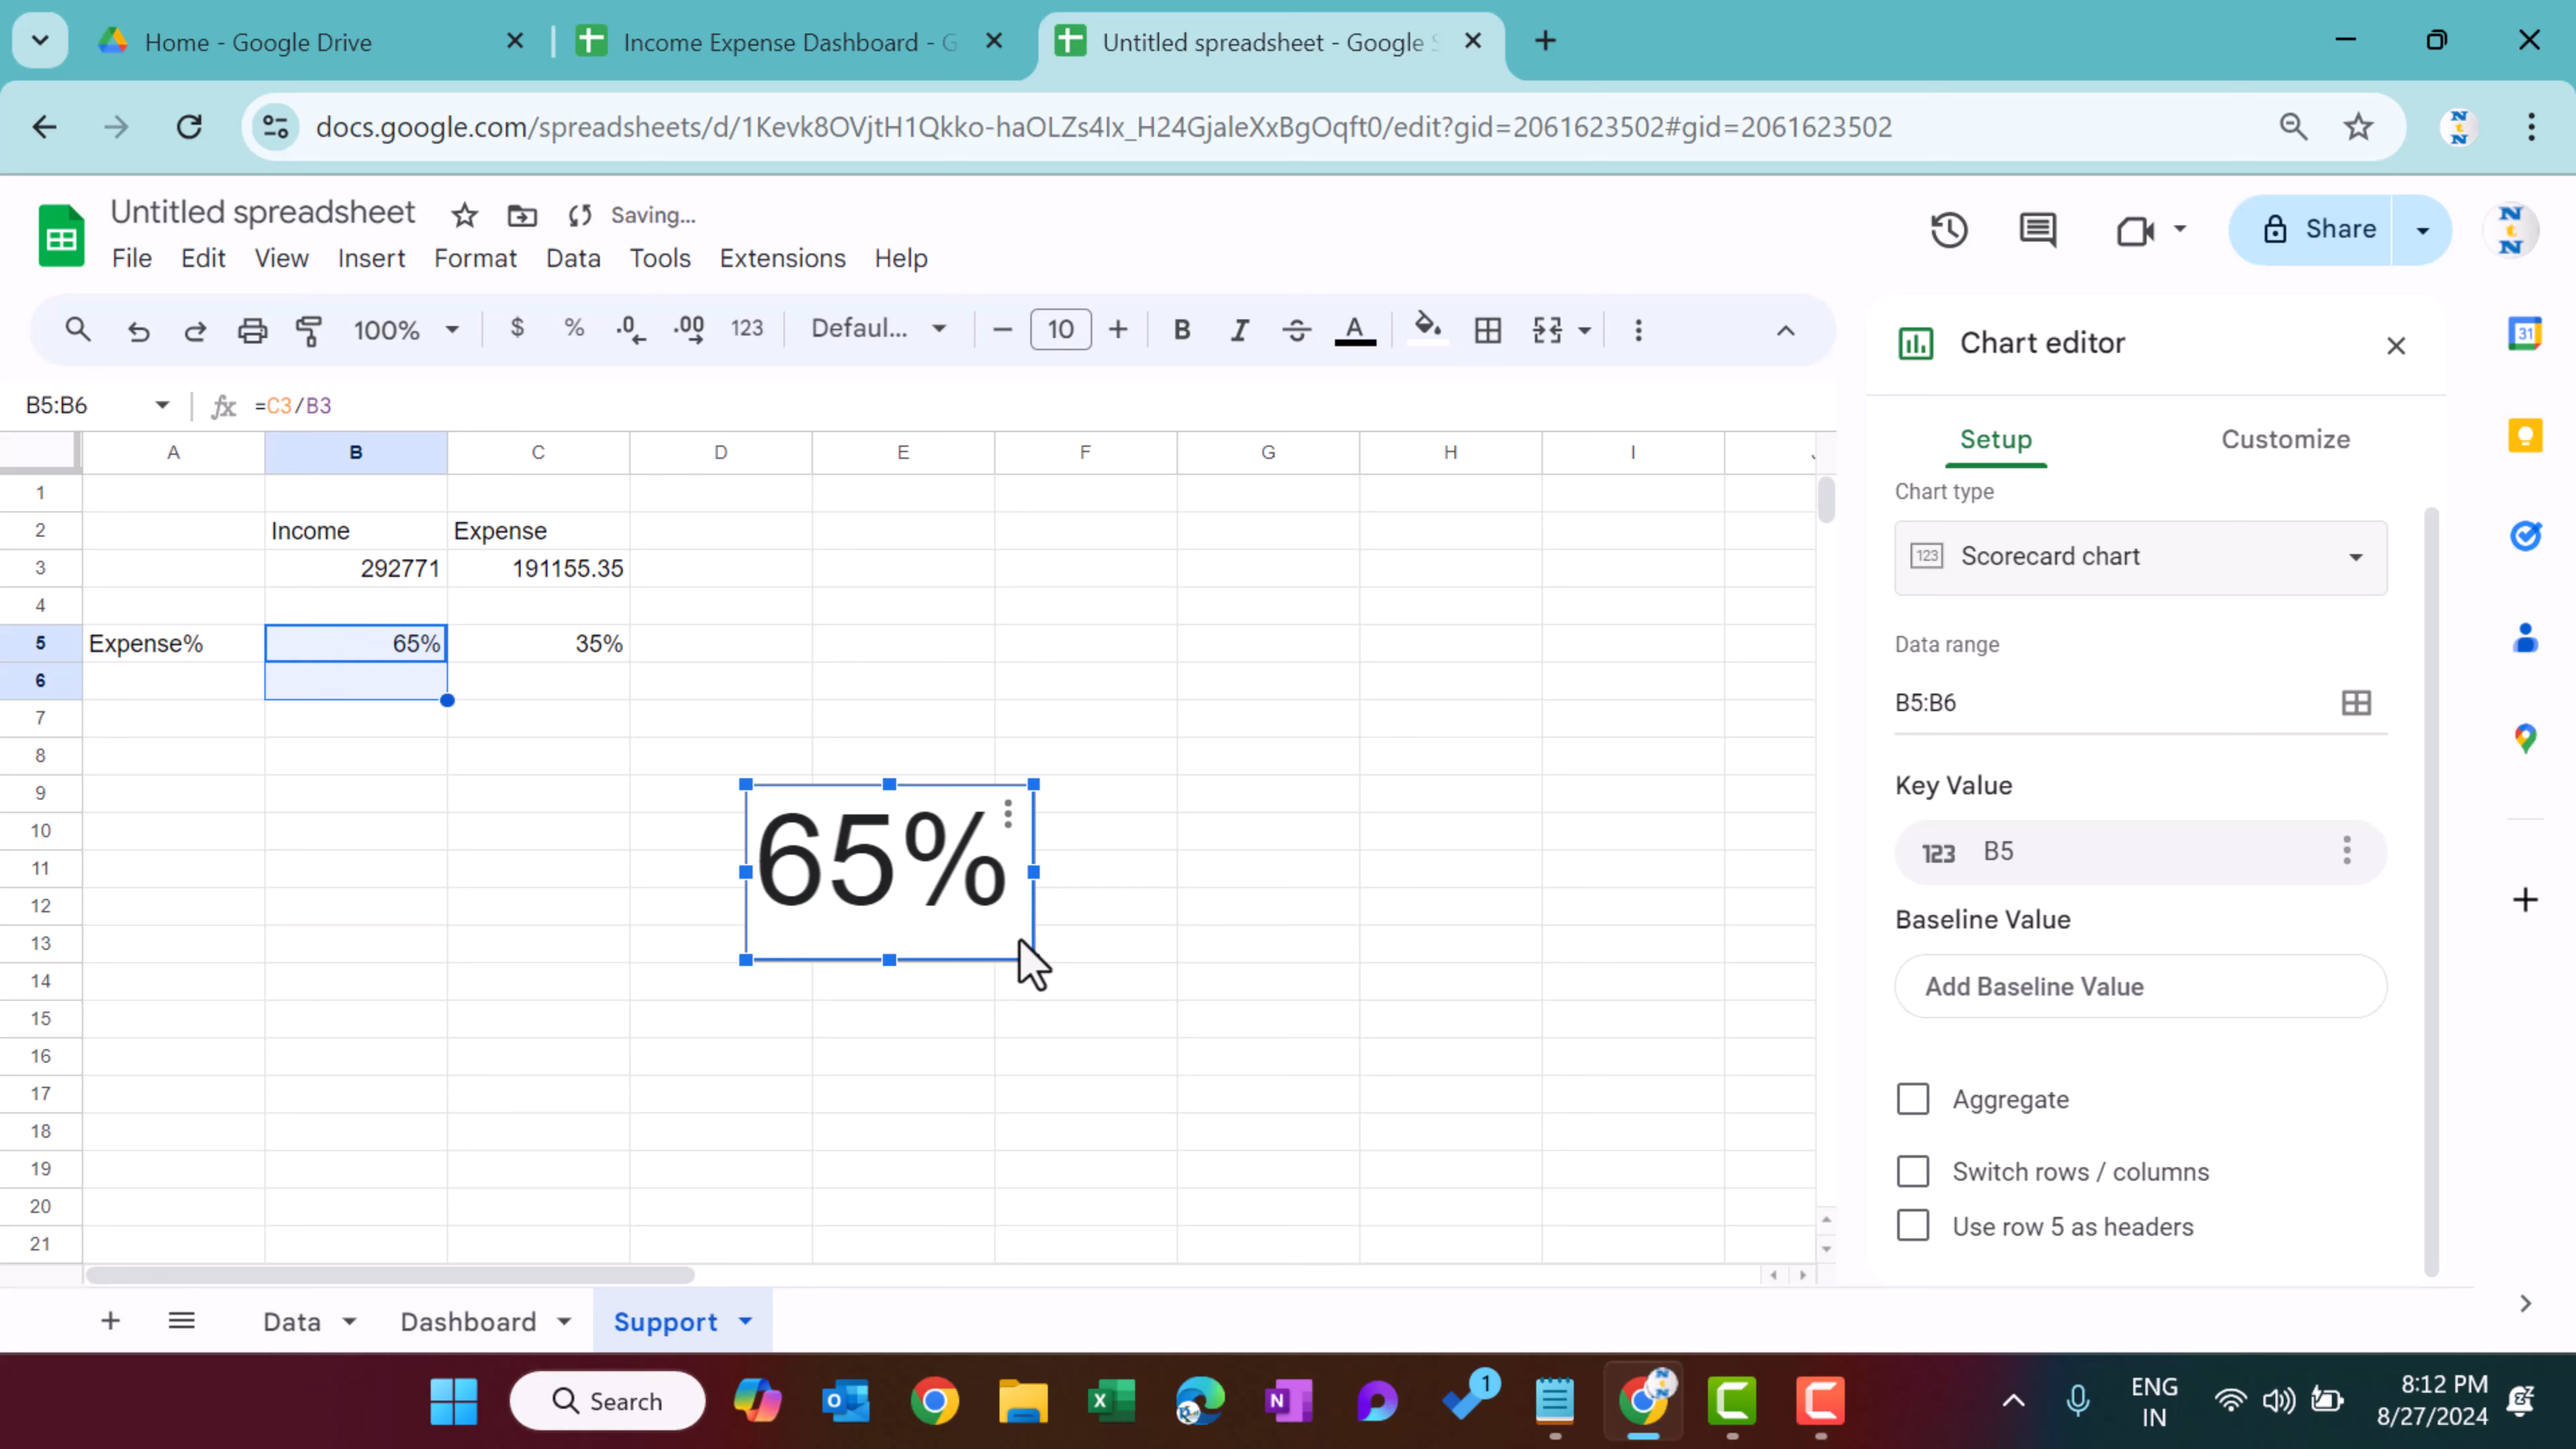 Home - Google Drive
Income Expense Dashboard - G
Untitled spreadsheet - Google S
docs.google.com/spreadsheets/d/1Kevk8OVjtH1Qkko-haOLZs4Ix_H24GjaleXxBgOqft0/edit?gid=2061623502#gid=2061623502
Untitled spreadsheet
Saving...
File Edit View Insert Format Data Tools Extensions Help
Share
100% $ % .0 .00 123 Defaul... 10 B I A
B5:B6 =C3/B3
A B C D E F G H I
1
2 Income Expense
3 292771 191155.35
4
5 Expense% 65% 35%
6
7
8
9
10
11
12
13
14
15
16
17
18
19
20
21
65%
Chart editor
Setup Customize
Chart type
123 Scorecard chart
Data range
B5:B6
Key Value
123 B5
Baseline Value
Add Baseline Value
Aggregate
Switch rows / columns
Use row 5 as headers
31
Data Dashboard Support
Search
1
ENG
IN
8:12 PM
8/27/2024